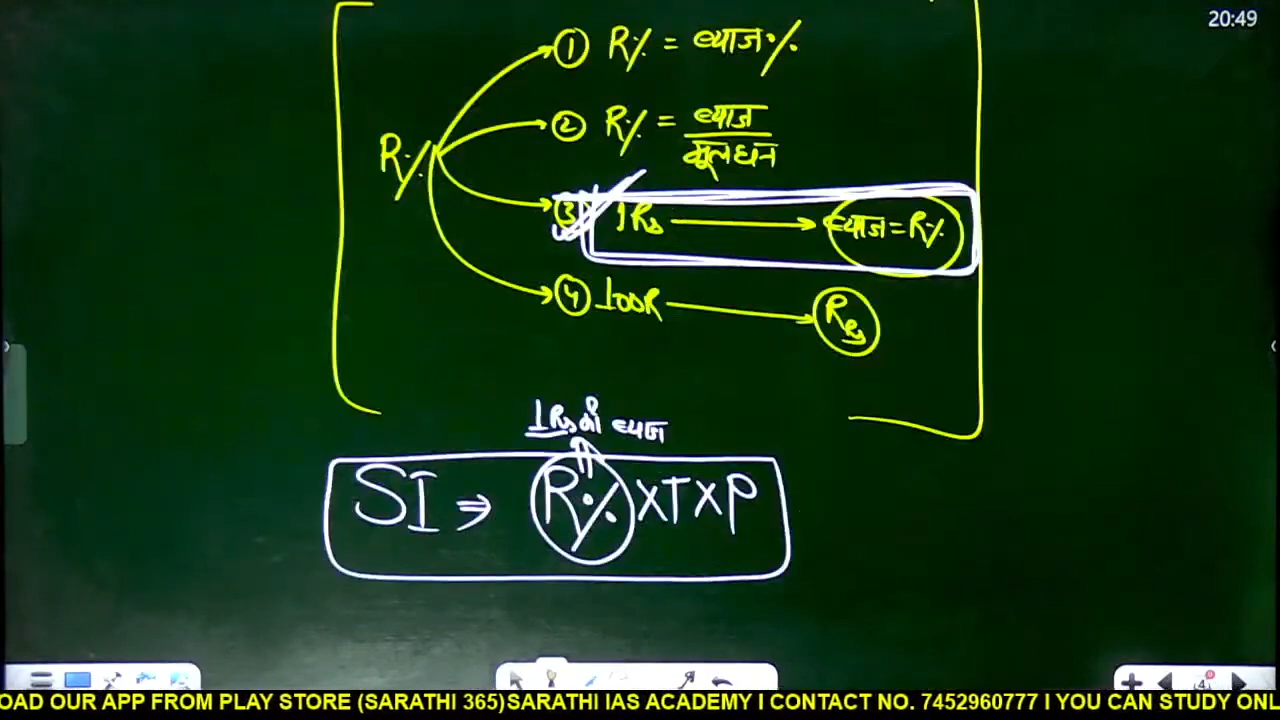 20:49
① R% = ब्याज%
R%
② R% = ब्याज
मूलधन
③ 1Rs → ब्याज = R%
④ 100R → R Rs
1Rs की ब्याज
SI ⇒ R% × T × P
OAD OUR APP FROM PLAY STORE (SARATHI 365)SARATHI IAS ACADEMY I CONTACT NO. 7452960777 I YOU CAN STUDY ONL